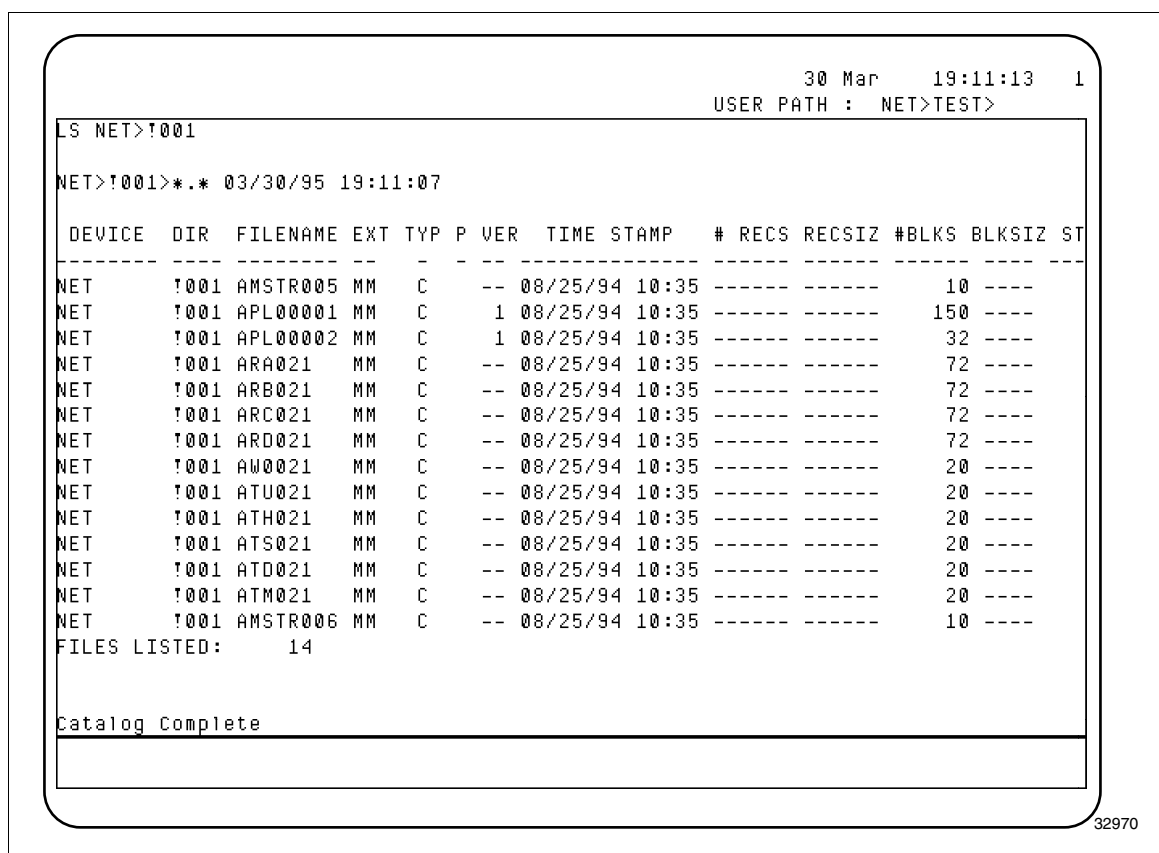 30 Mar 19:11:13 1
USER PATH : NET>TEST>
LS NET>!001
NET>!001>*.* 03/30/95 19:11:07
DEVICE DIR FILENAME EXT TYP P VER TIME STAMP # RECS RECSIZ #BLKS BLKSIZ ST
-------- ---- -------- -- - - -- -------------- ------ ------ ------ ---- ---
NET !001 AMSTR005 MM C -- 08/25/94 10:35 ------ ------ 10 ----
NET !001 APL00001 MM C 1 08/25/94 10:35 ------ ------ 150 ----
NET !001 APL00002 MM C 1 08/25/94 10:35 ------ ------ 32 ----
NET !001 ARA021 MM C -- 08/25/94 10:35 ------ ------ 72 ----
NET !001 ARB021 MM C -- 08/25/94 10:35 ------ ------ 72 ----
NET !001 ARC021 MM C -- 08/25/94 10:35 ------ ------ 72 ----
NET !001 ARD021 MM C -- 08/25/94 10:35 ------ ------ 72 ----
NET !001 AW0021 MM C -- 08/25/94 10:35 ------ ------ 20 ----
NET !001 ATU021 MM C -- 08/25/94 10:35 ------ ------ 20 ----
NET !001 ATH021 MM C -- 08/25/94 10:35 ------ ------ 20 ----
NET !001 ATS021 MM C -- 08/25/94 10:35 ------ ------ 20 ----
NET !001 ATD021 MM C -- 08/25/94 10:35 ------ ------ 20 ----
NET !001 ATM021 MM C -- 08/25/94 10:35 ------ ------ 20 ----
NET !001 AMSTR006 MM C -- 08/25/94 10:35 ------ ------ 10 ----
FILES LISTED: 14
Catalog Complete
32970